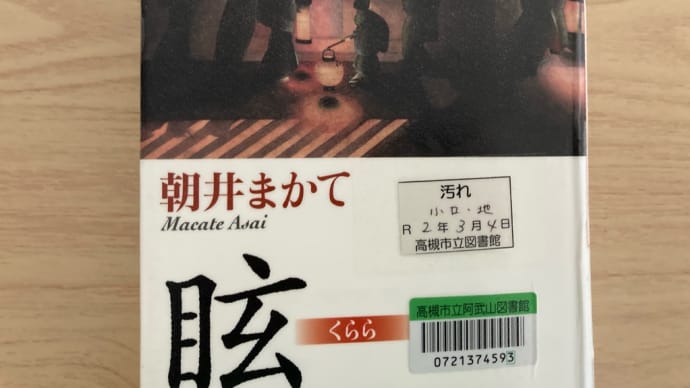 朝井まかて
Macate Asai
汚れ
小口・地
R 2年3月4日
高槻市立図書館
眩
くらら
高槻市立阿武山図書館
0721374593